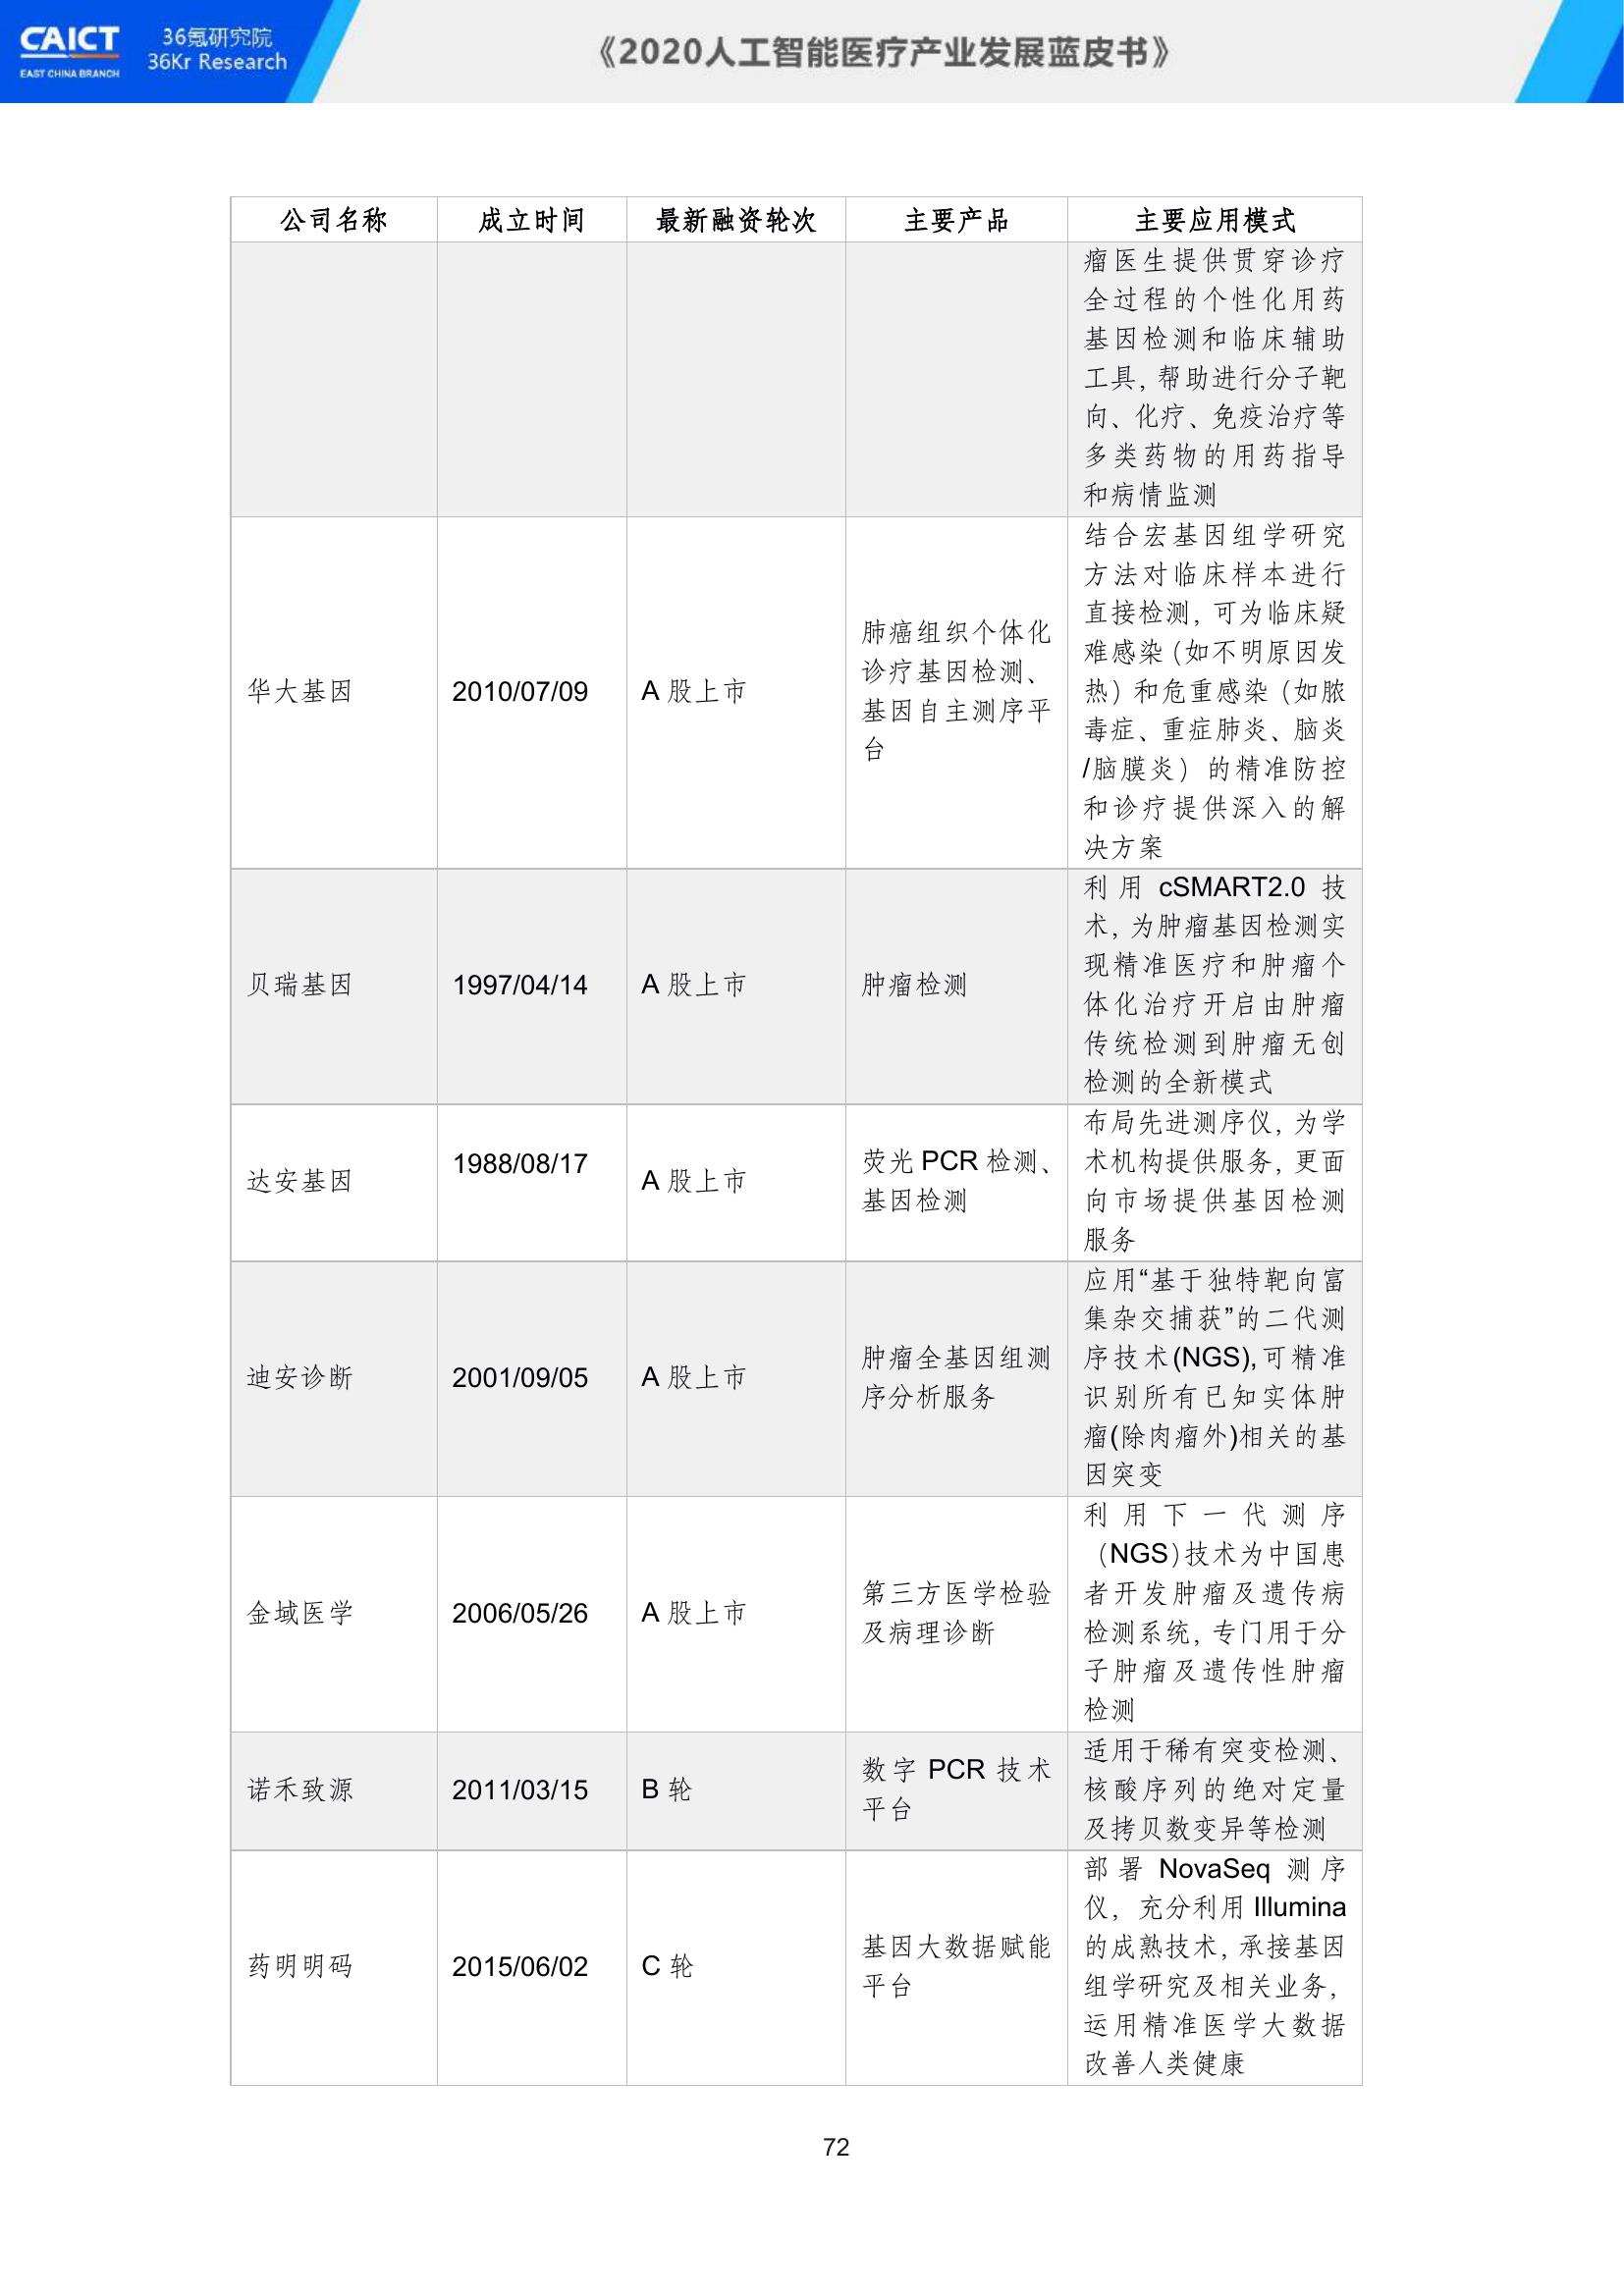 CAICT
EAST CHINA BRANCH
36氪研究院
36Kr Research
《2020人工智能医疗产业发展蓝皮书》
公司名称 成立时间 最新融资轮次 主要产品 主要应用模式
瘤医生提供贯穿诊疗
全过程的个性化用药
基因检测和临床辅助
工具，帮助进行分子靶
向、化疗、免疫治疗等
多类药物的用药指导
和病情监测
华大基因
2010/07/09
A 股上市
肺癌组织个体化
诊疗基因检测、
基因自主测序平
台
结合宏基因组学研究
方法对临床样本进行
直接检测，可为临床疑
难感染（如不明原因发
热）和危重感染（如脓
毒症、重症肺炎、脑炎
/脑膜炎）的精准防控
和诊疗提供深入的解
决方案
贝瑞基因
1997/04/14
A 股上市
肿瘤检测
利用 cSMART2.0 技
术，为肿瘤基因检测实
现精准医疗和肿瘤个
体化治疗开启由肿瘤
传统检测到肿瘤无创
检测的全新模式
达安基因
1988/08/17
A 股上市
荧光 PCR 检测、
基因检测
布局先进测序仪，为学
术机构提供服务，更面
向市场提供基因检测
服务
迪安诊断
2001/09/05
A 股上市
肿瘤全基因组测
序分析服务
应用“基于独特靶向富
集杂交捕获”的二代测
序技术(NGS),可精准
识别所有已知实体肿
瘤(除肉瘤外)相关的基
因突变
金域医学
2006/05/26
A 股上市
第三方医学检验
及病理诊断
利用下一代测序
（NGS）技术为中国患
者开发肿瘤及遗传病
检测系统，专门用于分
子肿瘤及遗传性肿瘤
检测
诺禾致源
2011/03/15
B 轮
数字 PCR 技术
平台
适用于稀有突变检测、
核酸序列的绝对定量
及拷贝数变异等检测
药明明码
2015/06/02
C 轮
基因大数据赋能
平台
部署 NovaSeq 测序
仪，充分利用 Illumina
的成熟技术，承接基因
组学研究及相关业务，
运用精准医学大数据
改善人类健康
72